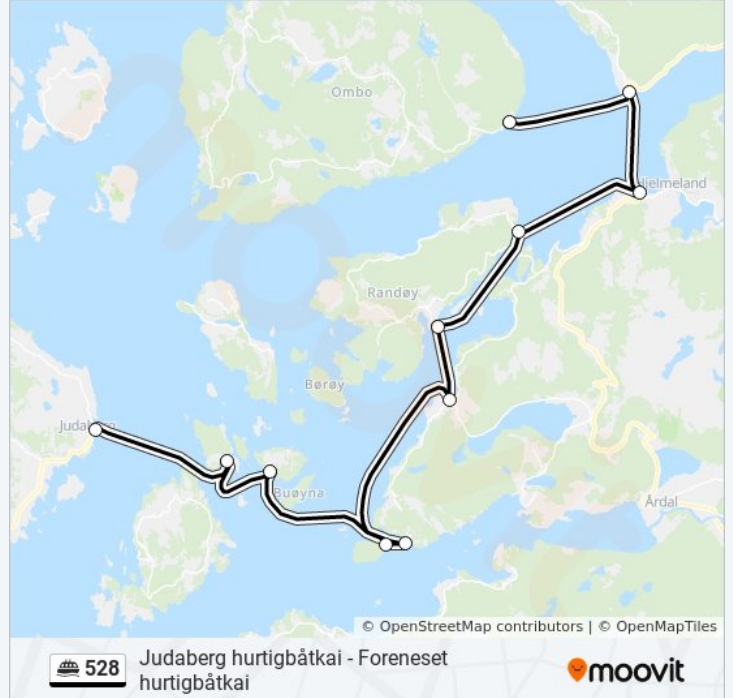 Ombo
Hjelmeland
Randøy
Børøy
Judaberg
Buøyna
Årdal
© OpenStreetMap contributors | © OpenMapTiles
528
Judaberg hurtigbåtkai - Foreneset
hurtigbåtkai
moovit